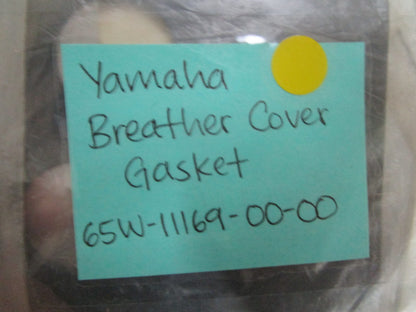 Yamaha
Breather Cover
Gasket
65W-11169-00-00